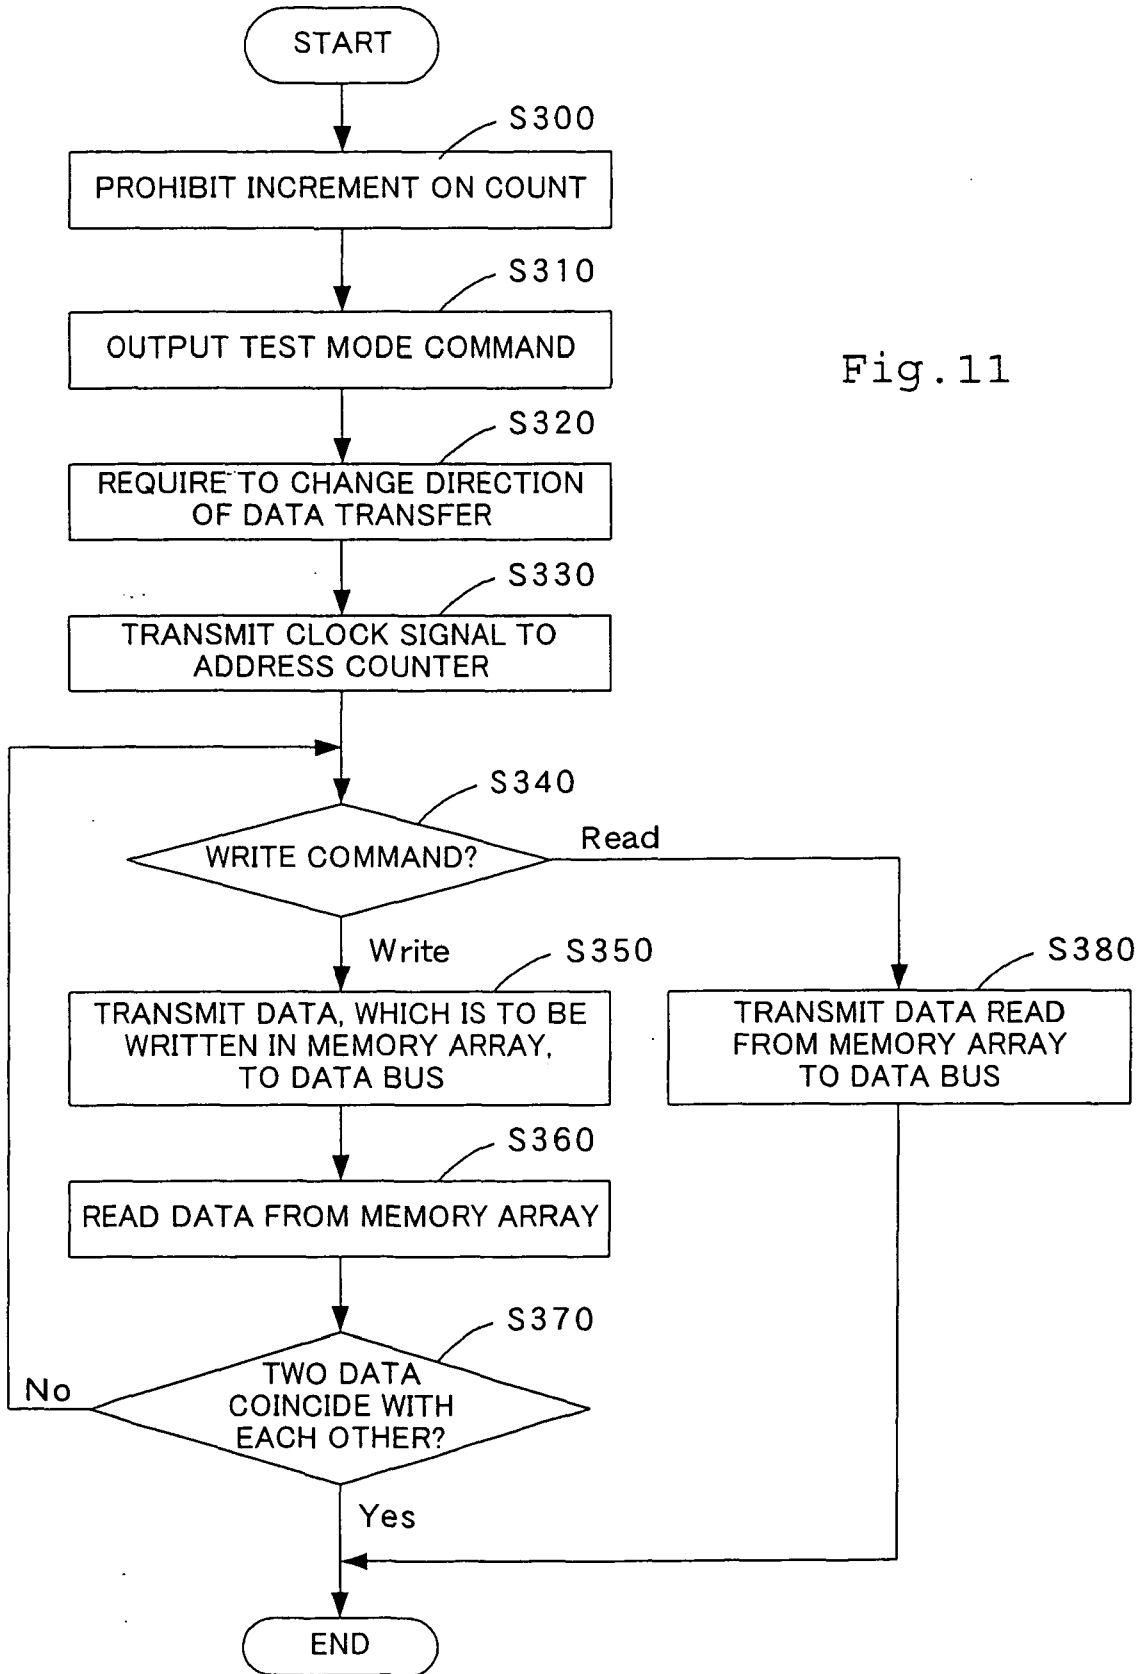 START
S300
PROHIBIT INCREMENT ON COUNT
S310
OUTPUT TEST MODE COMMAND
Fig.11
S320
REQUIRE TO CHANGE DIRECTION
OF DATA TRANSFER
S330
TRANSMIT CLOCK SIGNAL TO
ADDRESS COUNTER
S340
WRITE COMMAND?
Read
Write
S350
TRANSMIT DATA, WHICH IS TO BE
WRITTEN IN MEMORY ARRAY,
TO DATA BUS
S380
TRANSMIT DATA READ
FROM MEMORY ARRAY
TO DATA BUS
S360
READ DATA FROM MEMORY ARRAY
S370
TWO DATA
COINCIDE WITH
EACH OTHER?
No
Yes
END